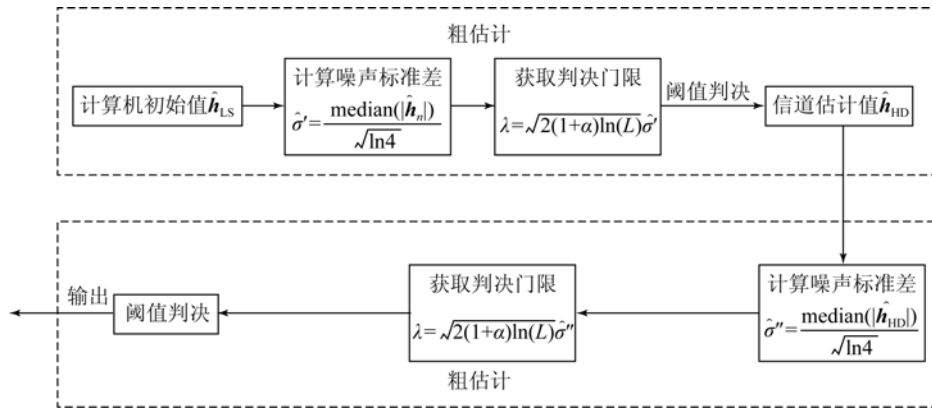 粗估计
计算机初始值ĥ_LS
计算噪声标准差
σ̂′=median(|ĥ_n|)/√ln4
获取判决门限
λ=√2(1+α)ln(L)σ̂′
阈值判决
信道估计值ĥ_HD
计算噪声标准差
σ̂″=median(|ĥ_HD|)/√ln4
获取判决门限
λ=√2(1+α)ln(L)σ̂″
阈值判决
输出
粗估计